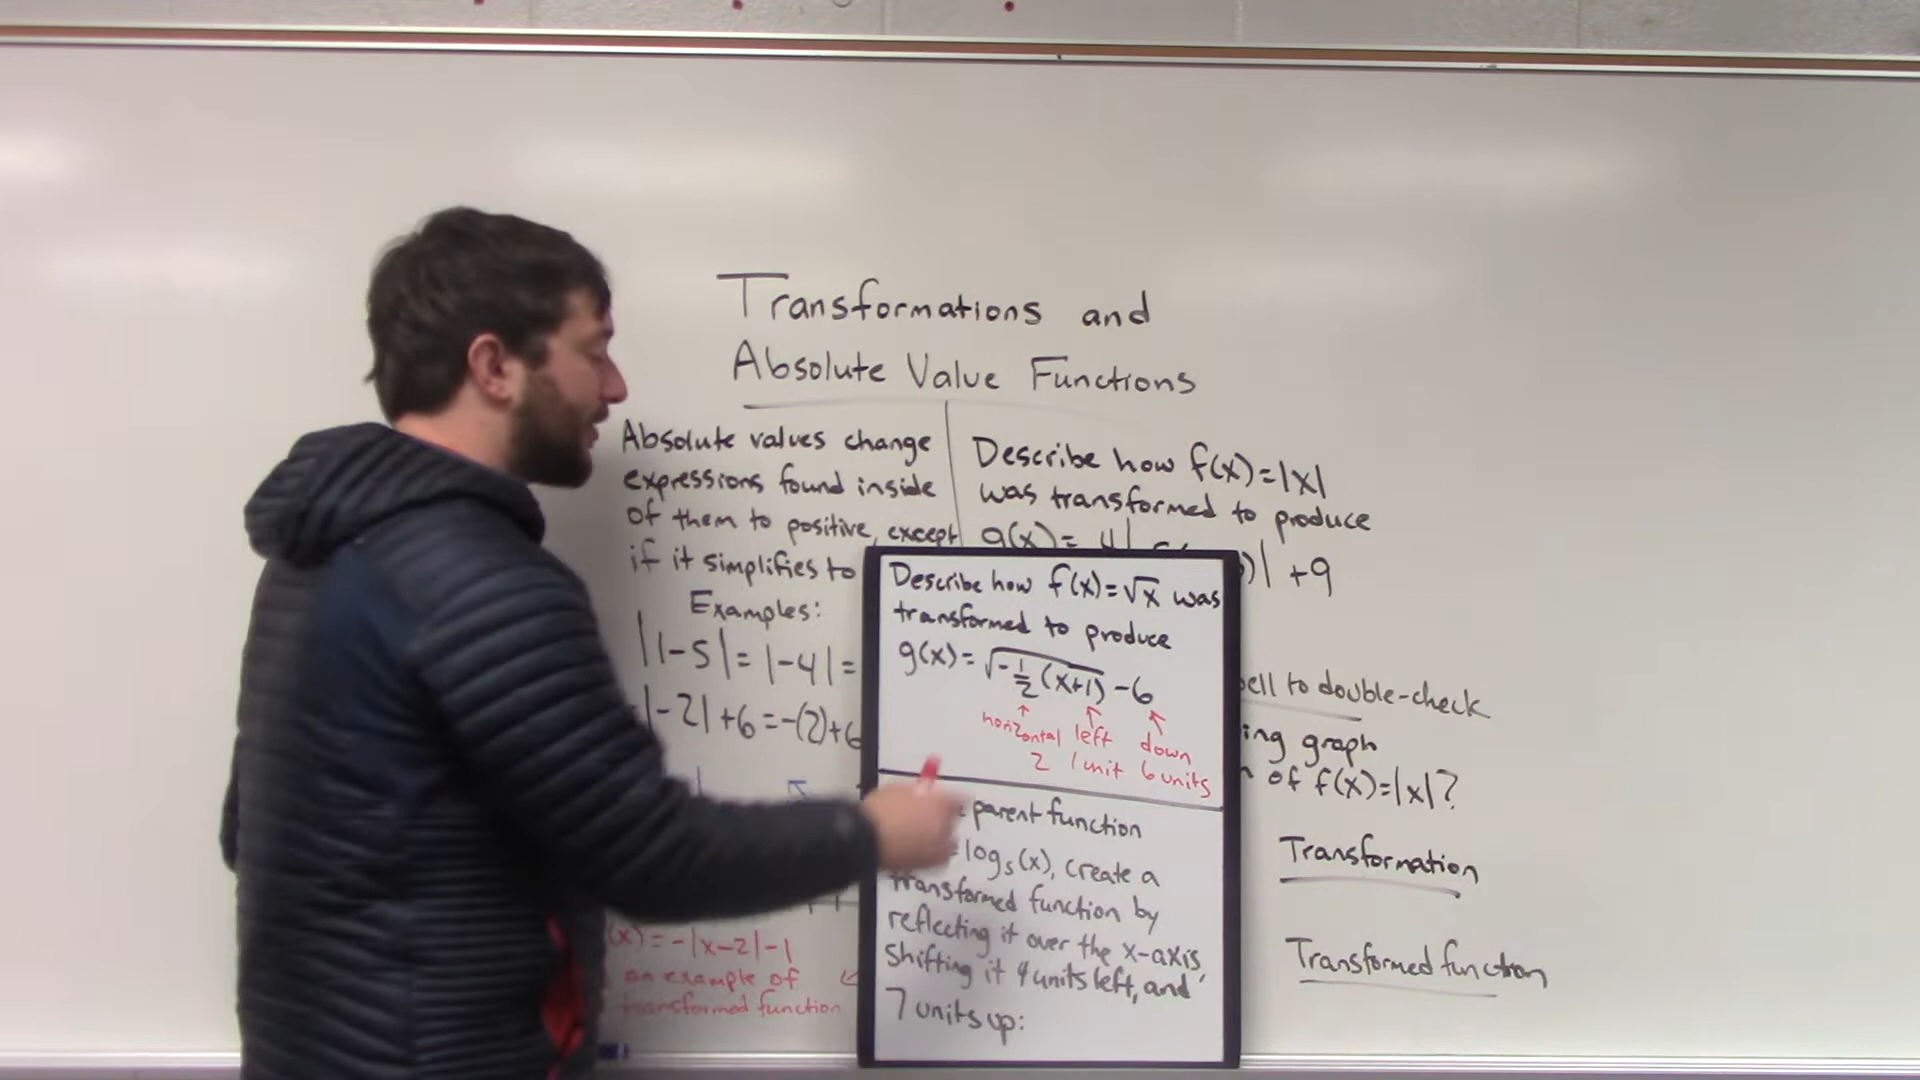 Transformations and
Absolute Value Functions
Absolute values change
expressions found inside
of them to positive, except
if it simplifies to
Examples:
|1-5|=|-4|=
|-2|+6=-(2)+6
(x)=-|x-2|-1
an example of
transformed function
Describe how f(x)=|x|
was transformed to produce
g(x)= 4|
)| +9
to double-check
graph
of f(x)=|x|?
Transformation
Transformed function
Describe how f(x)=√x was
transformed to produce
g(x)=√-1/2(x+1) -6
horizontal left down
2 1 unit 6 units
parent function
log₅(x), create a
transformed function by
reflecting it over the x-axis,
shifting it 4 units left, and
7 units up: